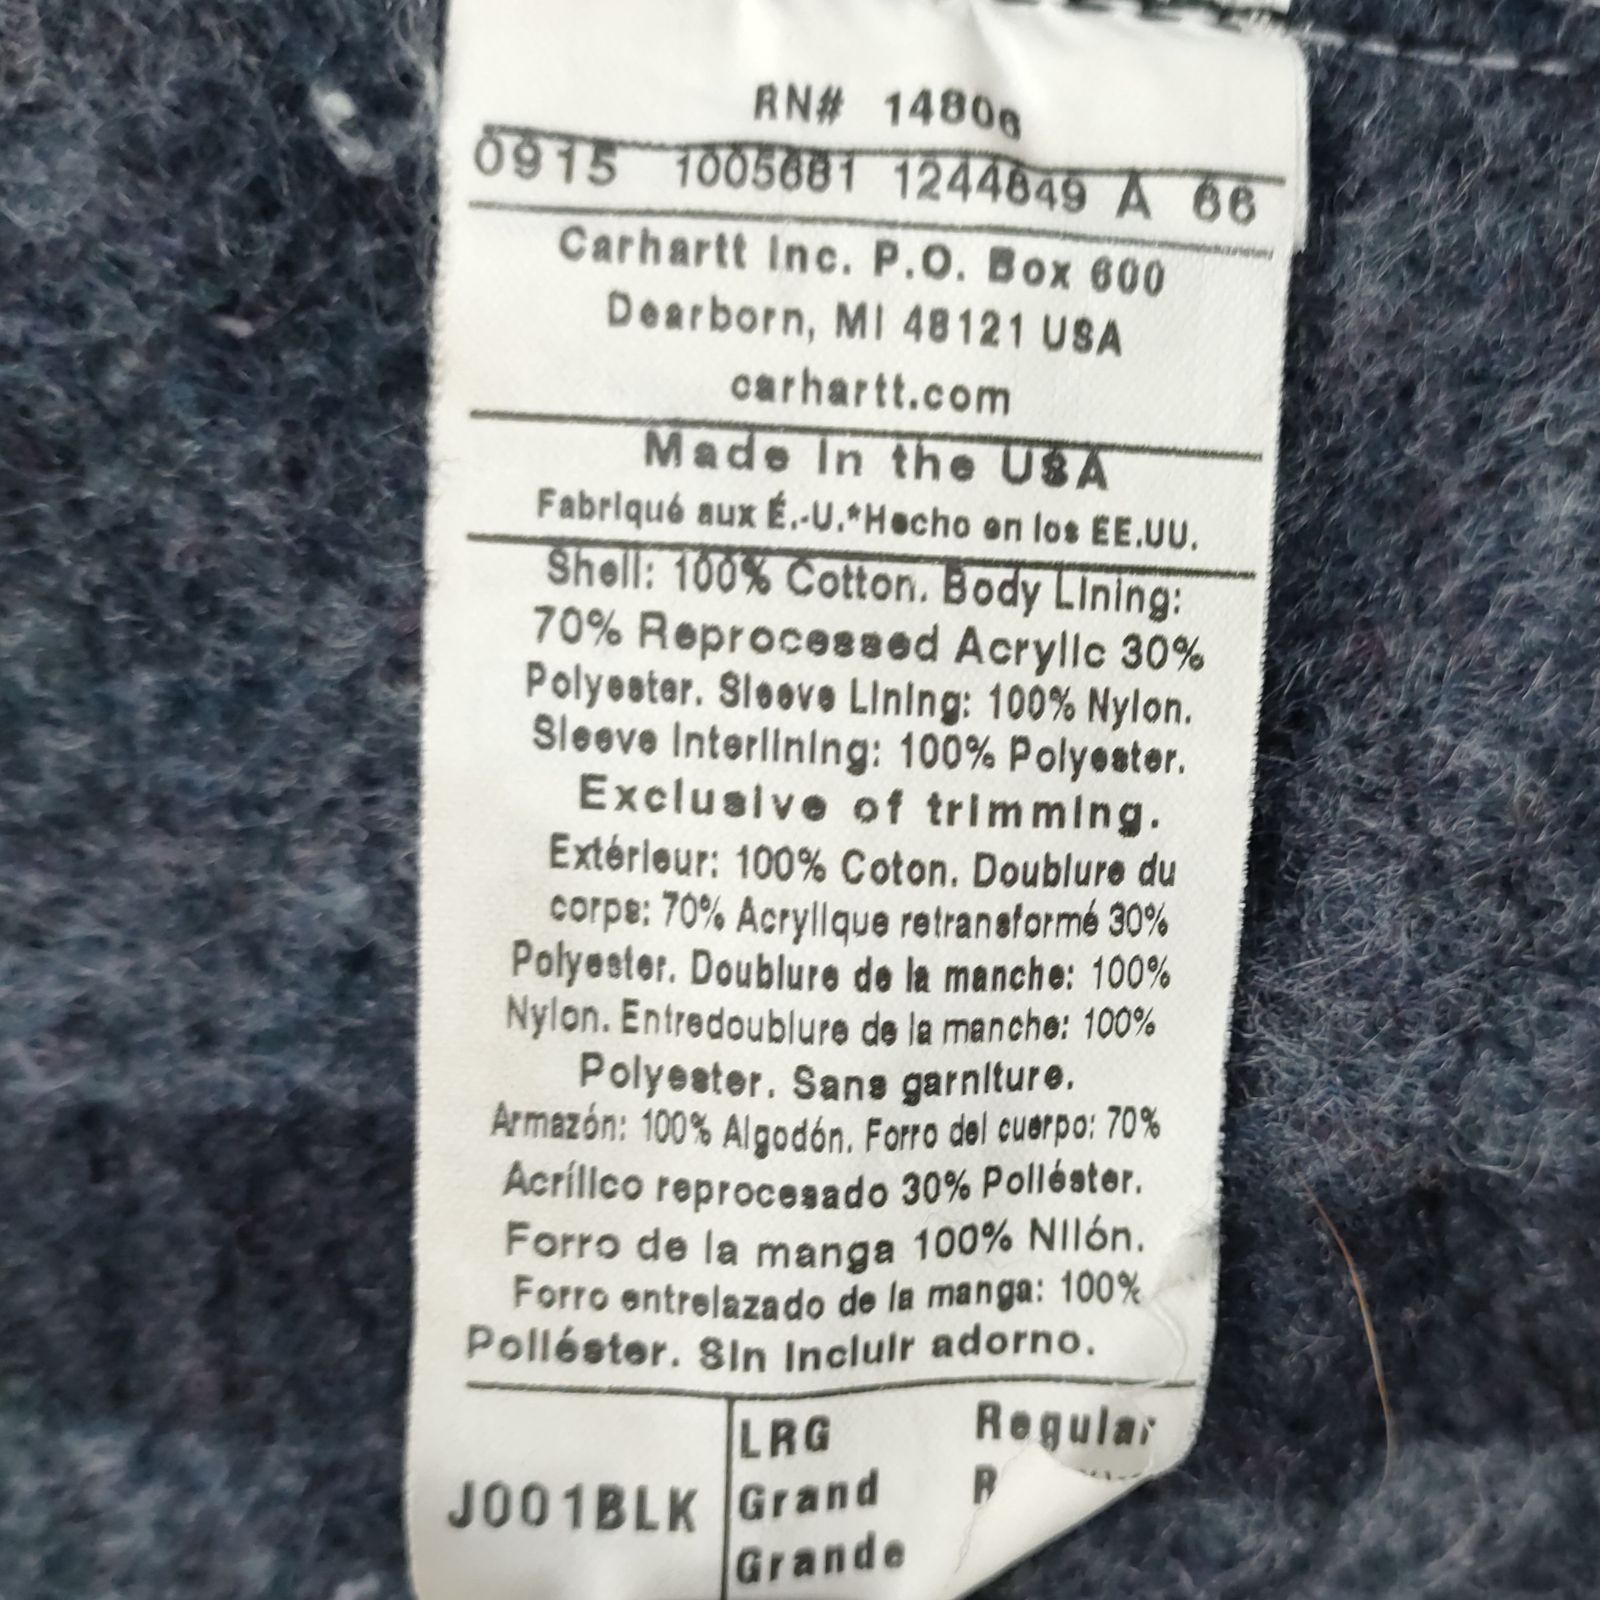 RN# 14806
0915 1005681 1244649 A 66
Carhartt Inc. P.O. Box 600
Dearborn, MI 48121 USA
carhartt.com
Made in the USA
Fabriqué aux É.-U.*Hecho en los EE.UU.
Shell: 100% Cotton. Body Lining:
70% Reprocessed Acrylic 30%
Polyester. Sleeve Lining: 100% Nylon.
Sleeve Interlining: 100% Polyester.
Exclusive of trimming.
Extérieur: 100% Coton. Doublure du
corps: 70% Acrylique retransformé 30%
Polyester. Doublure de la manche: 100%
Nylon. Entredoublure de la manche: 100%
Polyester. Sans garniture.
Armazón: 100% Algodón. Forro del cuerpo: 70%
Acrílico reprocesado 30% Poliéster.
Forro de la manga 100% Nilón.
Forro entrelazado de la manga: 100%
Poliéster. Sin incluir adorno.
LRG Regular
J001BLK Grand
Grande